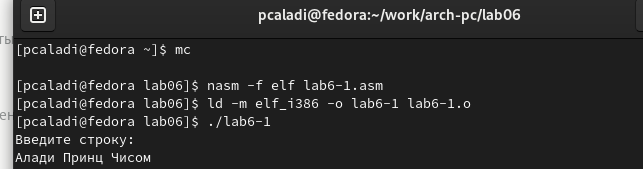 pcaladi@fedora:~/work/arch-pc/lab06
[pcaladi@fedora ~]$ mc
[pcaladi@fedora lab06]$ nasm -f elf lab6-1.asm
[pcaladi@fedora lab06]$ ld -m elf_i386 -o lab6-1 lab6-1.o
[pcaladi@fedora lab06]$ ./lab6-1
Введите строку:
Алади Принц Чисом